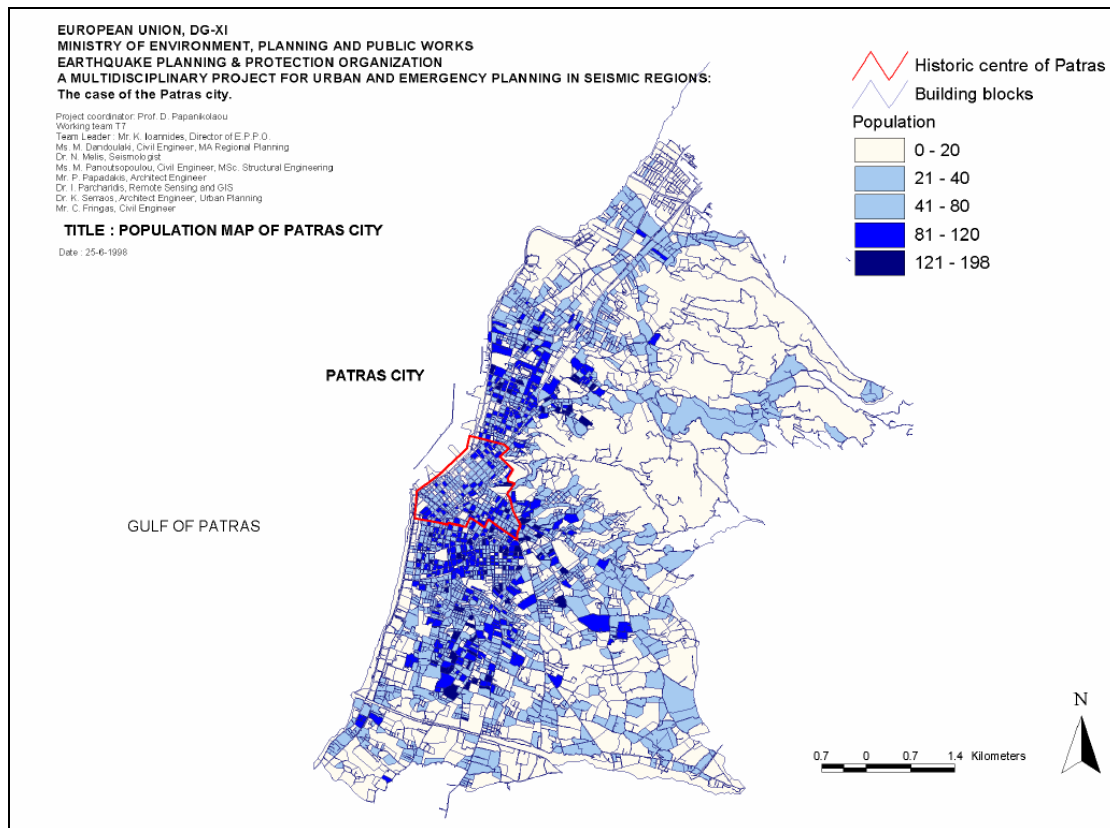 EUROPEAN UNION, DG-XI
MINISTRY OF ENVIRONMENT, PLANNING AND PUBLIC WORKS
EARTHQUAKE PLANNING & PROTECTION ORGANIZATION
A MULTIDISCIPLINARY PROJECT FOR URBAN AND EMERGENCY PLANNING IN SEISMIC REGIONS:
The case of the Patras city.
Project coordinator: Prof. D. Papanikolaou
Working team T7
Team Leader : Mr. K. Ioannides, Director of E.P.P.O.
Ms. M. Dandoulaki, Civil Engineer, MA Regional Planning
Dr. N. Melis, Seismologist
Ms. M. Panoutsopoulou, Civil Engineer, MSc. Structural Engineering
Mr. P. Papadakis, Architect Engineer
Dr. I. Parcharidis, Remote Sensing and GIS
Dr. K. Serraos, Architect Engineer, Urban Planning
Mr. C. Fringas, Civil Engineer
TITLE : POPULATION MAP OF PATRAS CITY
Date : 25-6-1998
Historic centre of Patras
Building blocks
Population
0 - 20
21 - 40
41 - 80
81 - 120
121 - 198
PATRAS CITY
GULF OF PATRAS
N
0.7 0 0.7 1.4 Kilometers